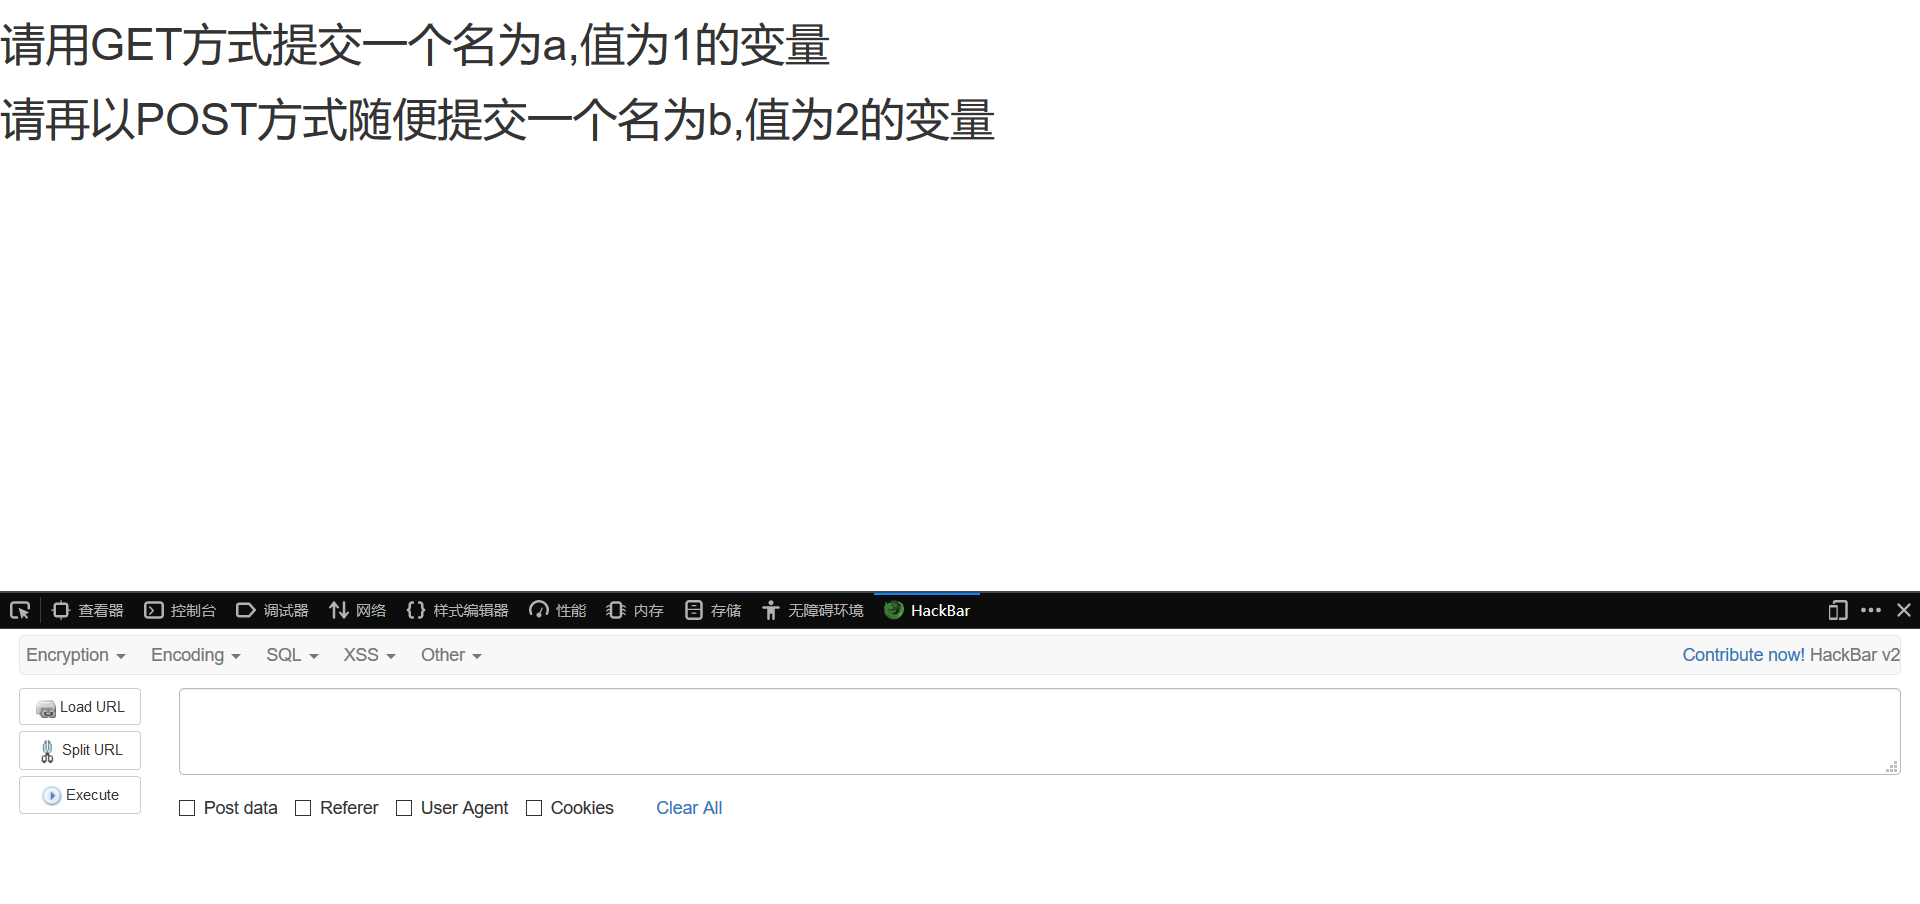 请用GET方式提交一个名为a,值为1的变量
请再以POST方式随便提交一个名为b,值为2的变量
查看器 控制台 调试器 网络 样式编辑器 性能 内存 存储 无障碍环境 HackBar
Encryption Encoding SQL XSS Other Contribute now! HackBar v2
Load URL
Split URL
Execute
Post data Referer User Agent Cookies Clear All